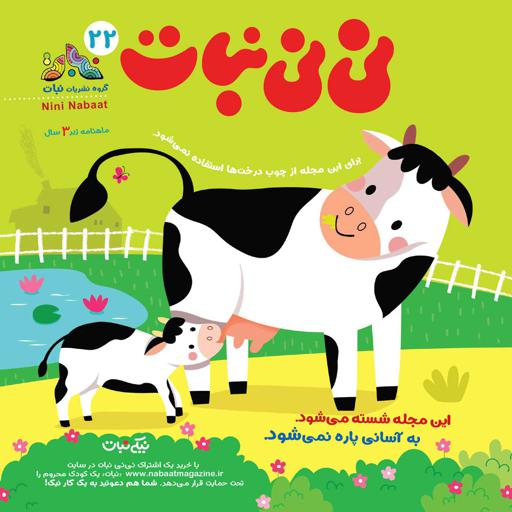 ۲۲
نی نی نبات
گروه نشریات نبات
Nini Nabaat
ماهنامه زیر ۳ سال
برای این مجله از چوب درخت‌ها استفاده نمی‌شود.
این مجله شسته می‌شود.
به آسانی پاره نمی‌شود.
نیکی نبات
با خرید یک اشتراک نی‌نی نبات در سایت
www.nabaatmagazine.ir «نبات، یک کودک محروم را
تحت حمایت قرار می‌دهد. شما هم دعوتید به یک کار نیک!